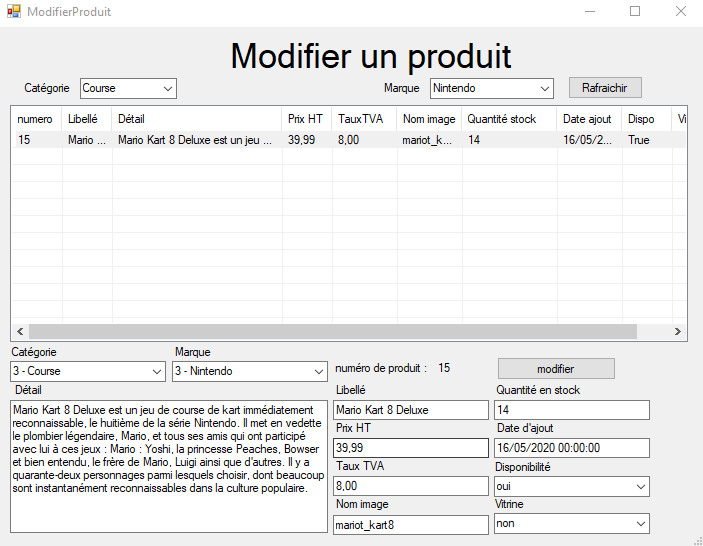 ModifierProduit
Modifier un produit
Catégorie Course Marque Nintendo Rafraichir
numero Libellé Détail Prix HT TauxTVA Nom image Quantité stock Date ajout Dispo Vi
15 Mario ... Mario Kart 8 Deluxe est un jeu ... 39,99 8,00 mariot_k... 14 16/05/2... True
Catégorie Marque
3 - Course 3 - Nintendo numéro de produit : 15 modifier
Détail Libellé Quantité en stock
Mario Kart 8 Deluxe est un jeu de course de kart immédiatement
reconnaissable, le huitième de la série Nintendo. Il met en vedette
le plombier légendaire, Mario, et tous ses amis qui ont participé
avec lui à ces jeux : Mario : Yoshi, la princesse Peaches, Bowser
et bien entendu, le frère de Mario, Luigi ainsi que d'autres. Il y a
quarante-deux personnages parmi lesquels choisir, dont beaucoup
sont instantanément reconnaissables dans la culture populaire.
Mario Kart 8 Deluxe 14
Prix HT Date d'ajout
39,99 16/05/2020 00:00:00
Taux TVA Disponibilité
8,00 oui
Nom image Vitrine
mariot_kart8 non